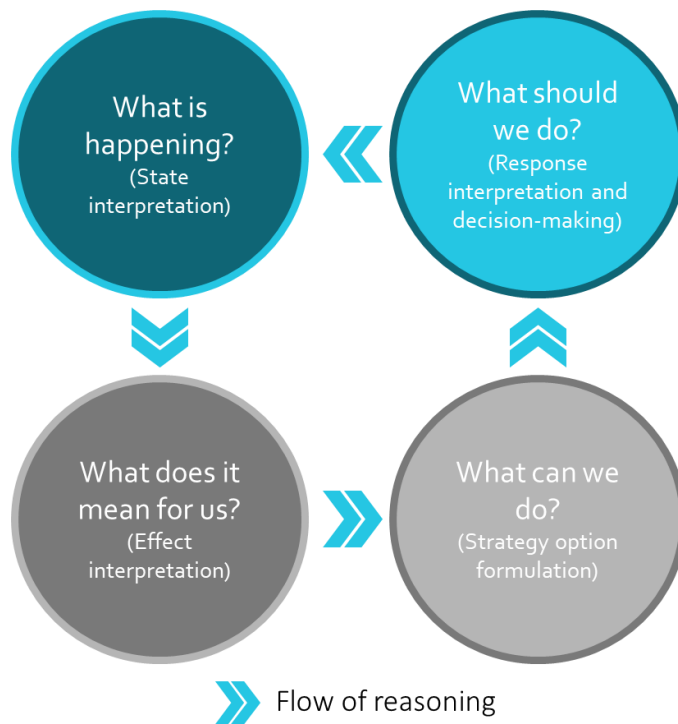 What is
happening?
(State
interpretation)
What should
we do?
(Response
interpretation and
decision-making)
What does it
mean for us?
(Effect
interpretation)
What can we
do?
(Strategy option
formulation)
Flow of reasoning